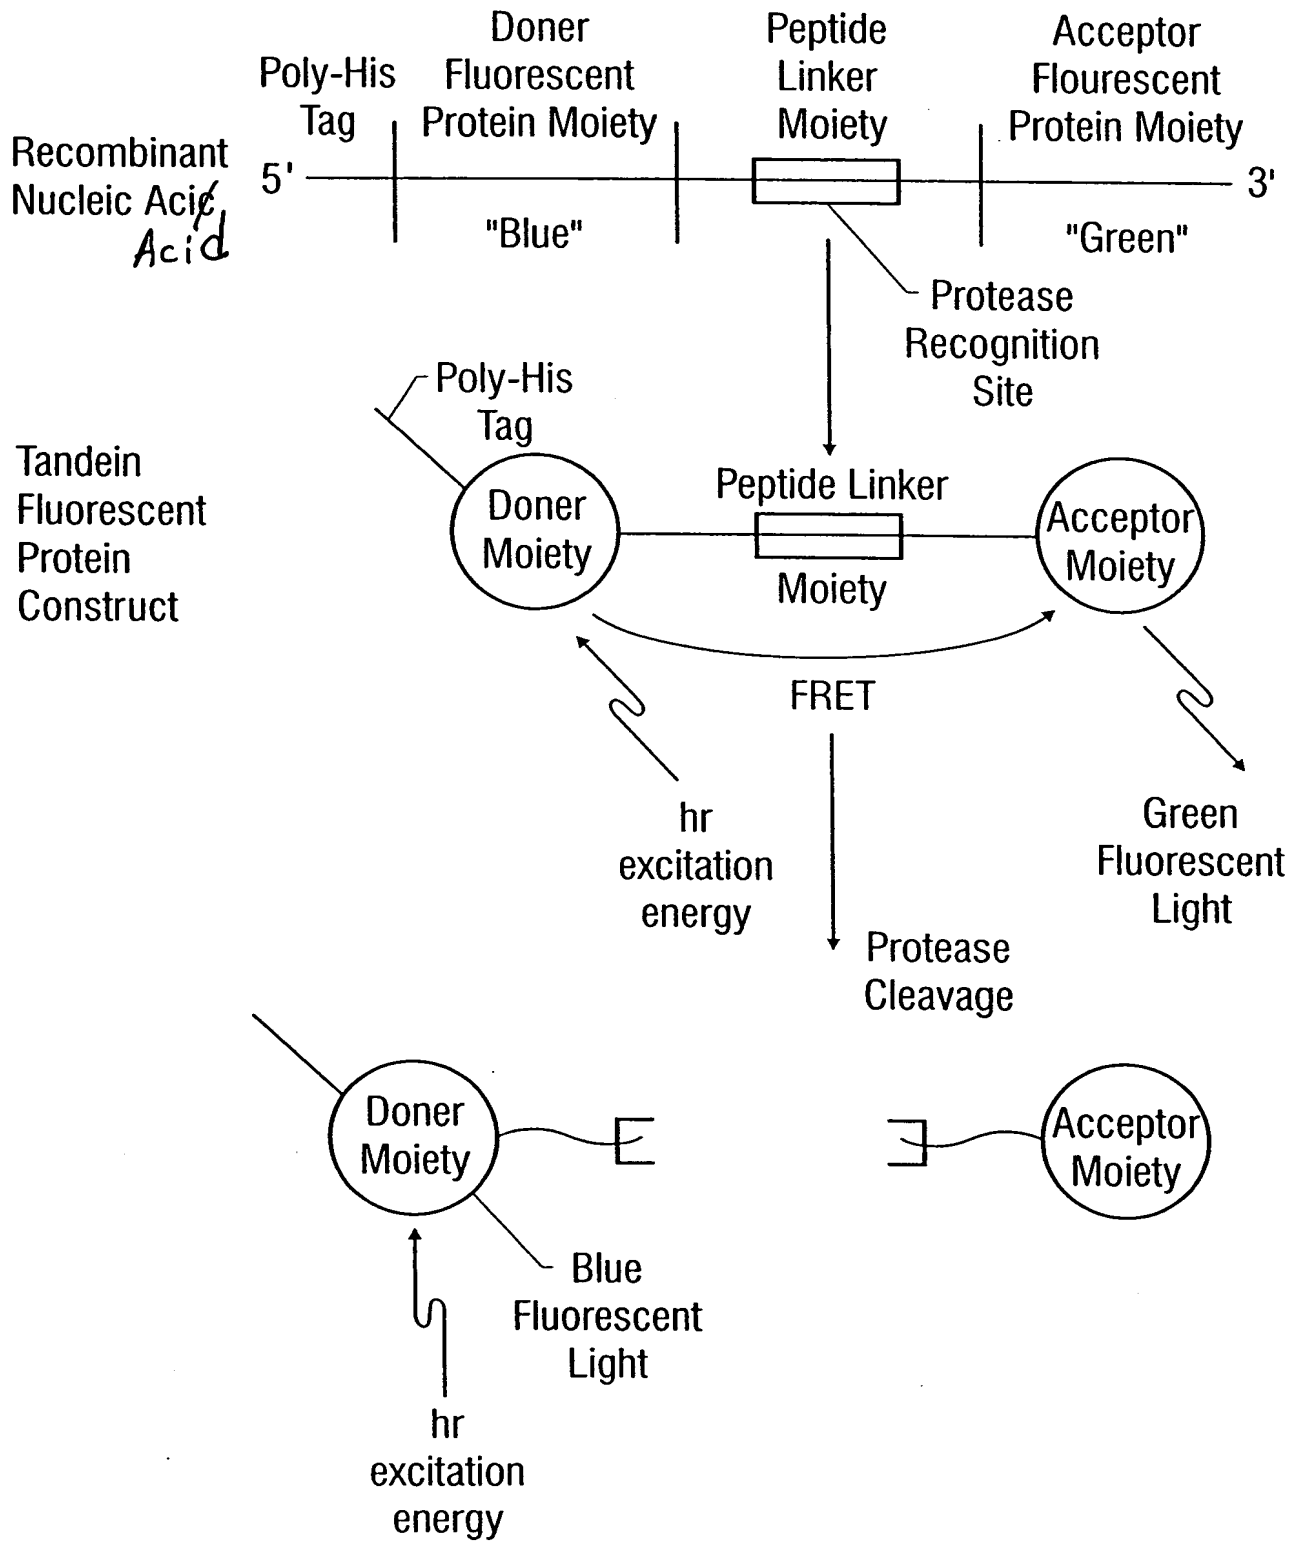 Poly-His
Tag
Doner
Fluorescent
Protein Moiety
Peptide
Linker
Moiety
Acceptor
Flourescent
Protein Moiety
Recombinant
Nucleic Acic,
Acid
5'
3'
"Blue"
"Green"
Protease
Recognition
Site
Poly-His
Tag
Tandein
Fluorescent
Protein
Construct
Doner
Moiety
Peptide Linker
Moiety
Acceptor
Moiety
FRET
hr
excitation
energy
Green
Fluorescent
Light
Protease
Cleavage
Doner
Moiety
Acceptor
Moiety
Blue
Fluorescent
Light
hr
excitation
energy